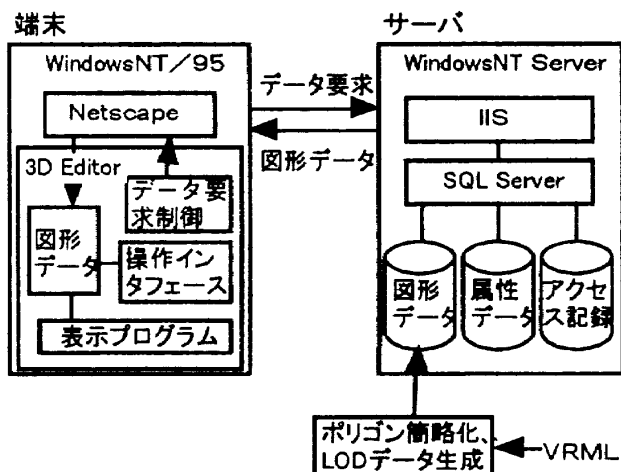 端末
WindowsNT/95
Netscape
3D Editor
データ要
求制御
図形
データ
操作イン
タフェース
表示プログラム
データ要求
図形データ
サーバ
WindowsNT Server
IIS
SQL Server
図形
データ
属性
データ
アクセ
ス記録
ポリゴン簡略化、
LODデータ生成
VRML